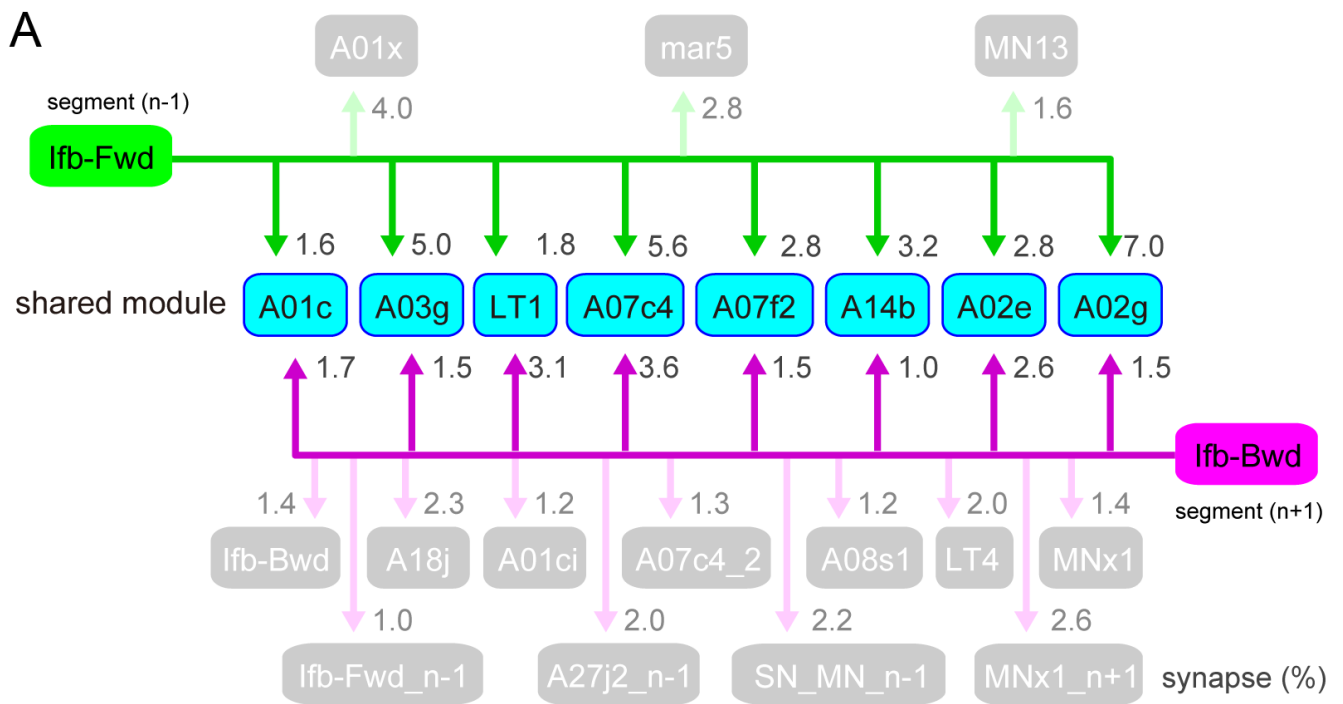 A
A01x mar5 MN13
segment (n-1) 4.0 2.8 1.6
Ifb-Fwd
1.6 5.0 1.8 5.6 2.8 3.2 2.8 7.0
shared module A01c A03g LT1 A07c4 A07f2 A14b A02e A02g
1.7 1.5 3.1 3.6 1.5 1.0 2.6 1.5
Ifb-Bwd
1.4 2.3 1.2 1.3 1.2 2.0 1.4 segment (n+1)
Ifb-Bwd A18j A01ci A07c4_2 A08s1 LT4 MNx1
1.0 2.0 2.2 2.6
Ifb-Fwd_n-1 A27j2_n-1 SN_MN_n-1 MNx1_n+1 synapse (%)